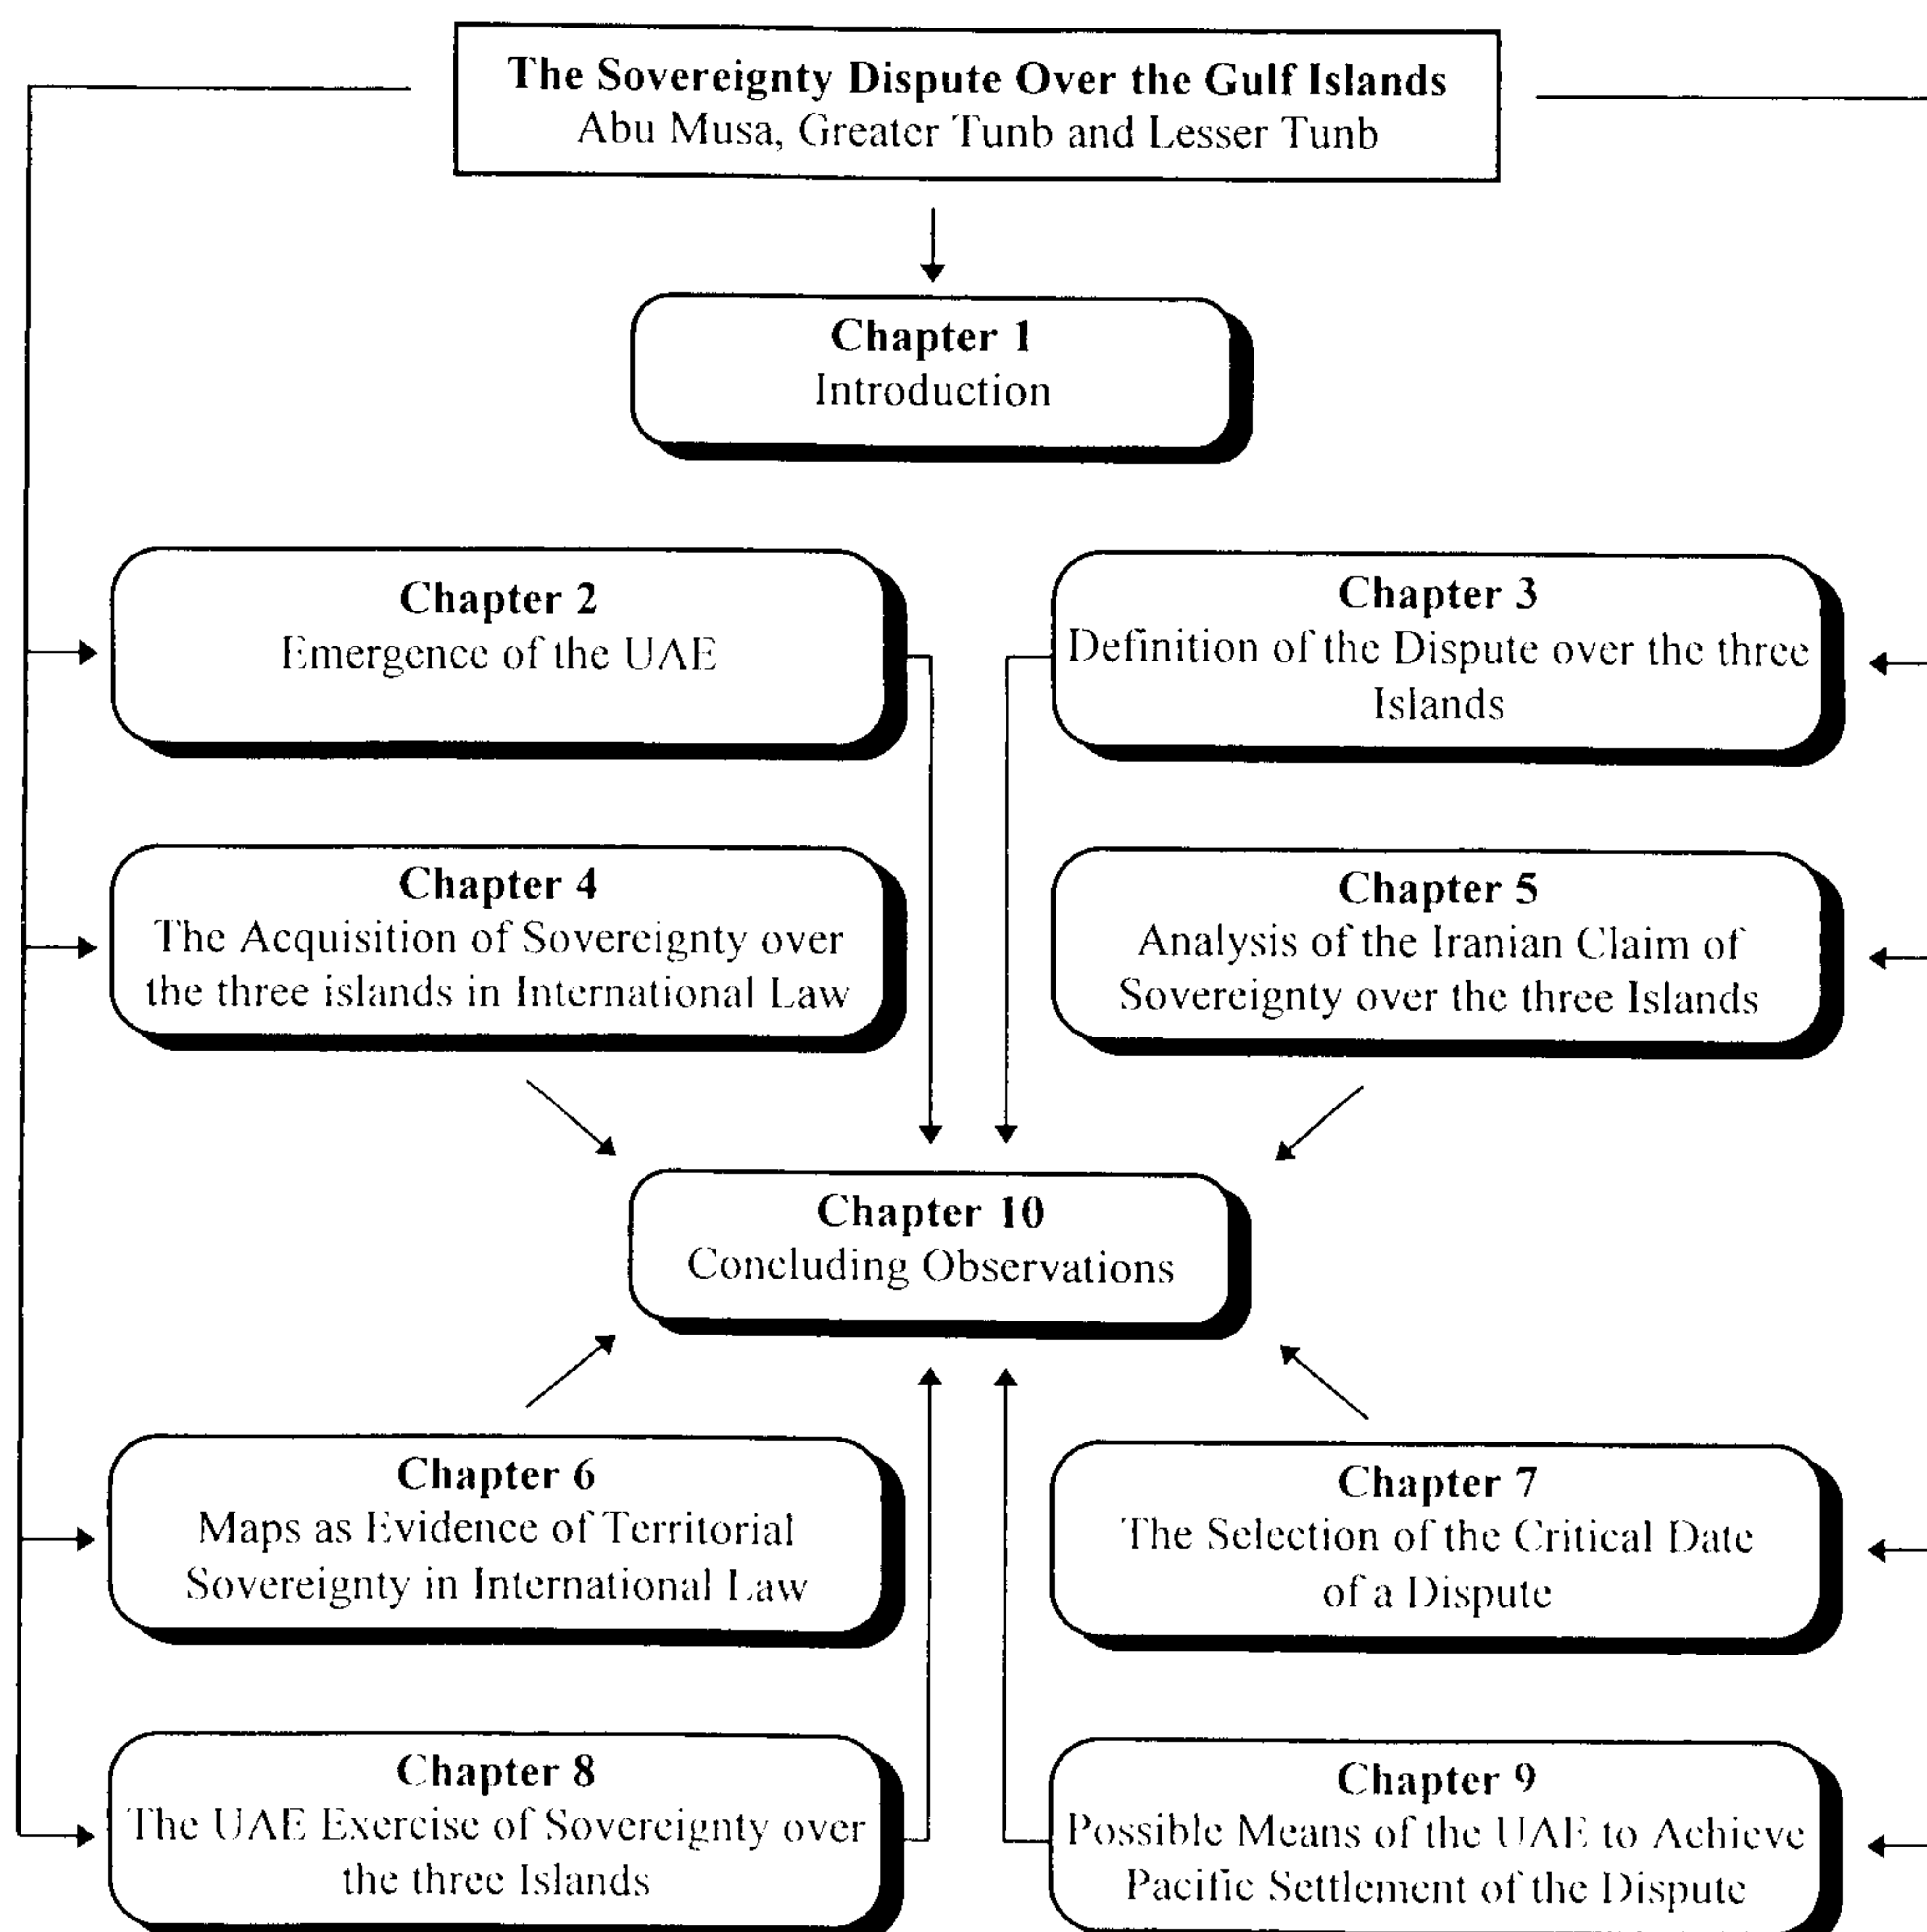 The Sovereignty Dispute Over the Gulf Islands
Abu Musa, Greater Tunb and Lesser Tunb
Chapter 1
Introduction
Chapter 2
Emergence of the UAE
Chapter 3
Definition of the Dispute over the three
Islands
Chapter 4
The Acquisition of Sovereignty over
the three islands in International Law
Chapter 5
Analysis of the Iranian Claim of
Sovereignty over the three Islands
Chapter 10
Concluding Observations
Chapter 6
Maps as Evidence of Territorial
Sovereignty in International Law
Chapter 7
The Selection of the Critical Date
of a Dispute
Chapter 8
The UAE Exercise of Sovereignty over
the three Islands
Chapter 9
Possible Means of the UAE to Achieve
Pacific Settlement of the Dispute